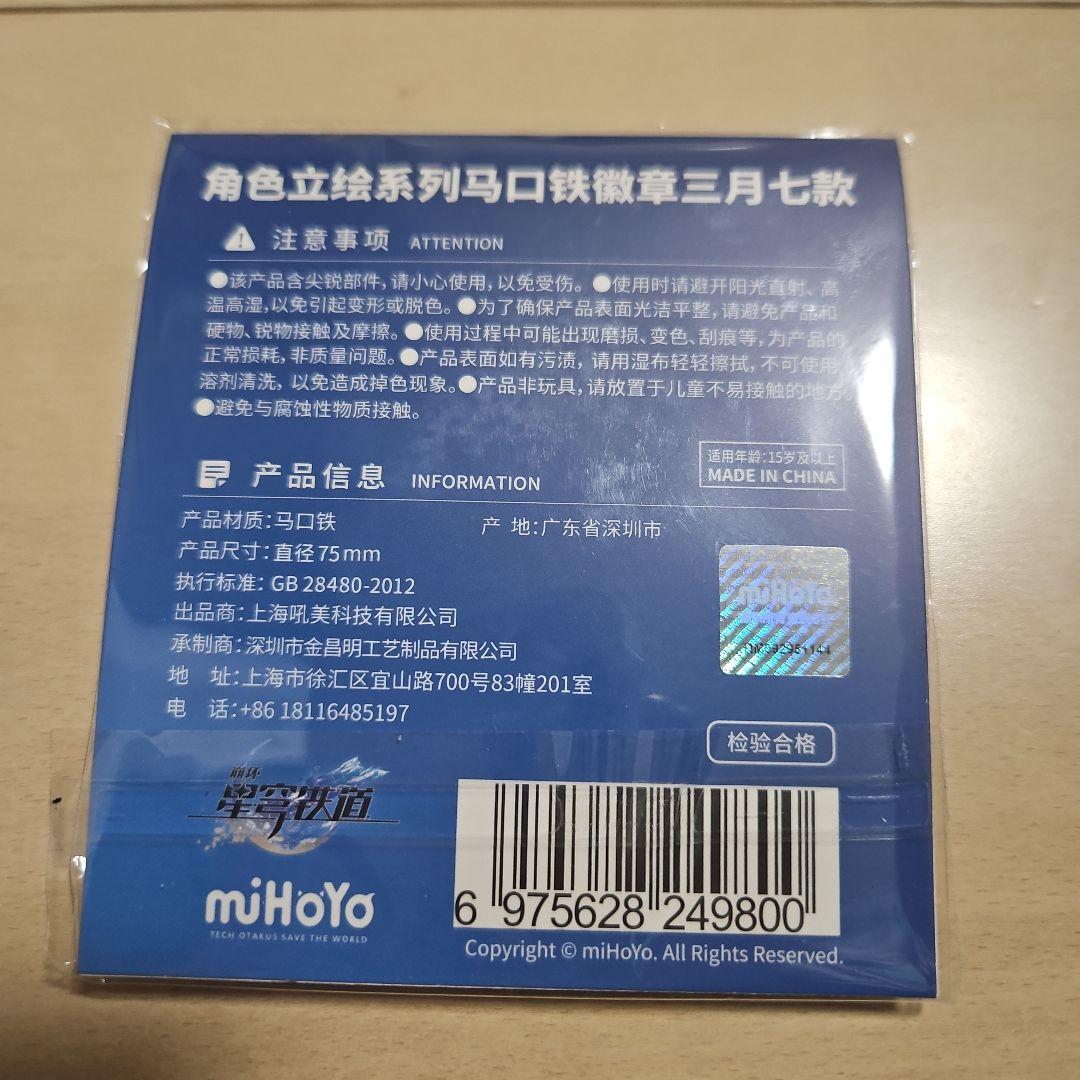 角色立绘系列马口铁徽章三月七款
注意事项 ATTENTION
●该产品含尖锐部件,请小心使用,以免受伤。●使用时请避开阳光直射、高
温高湿,以免引起变形或脱色。●为了确保产品表面光洁平整,请避免产品和
硬物、锐物接触及摩擦。●使用过程中可能出现磨损、变色、刮痕等,为产品的
正常损耗,非质量问题。●产品表面如有污渍,请用湿布轻轻擦拭,不可使用
溶剂清洗,以免造成掉色现象。●产品非玩具,请放置于儿童不易接触的地方
●避免与腐蚀性物质接触。
适用年龄:15岁及以上
MADE IN CHINA
产品信息 INFORMATION
产品材质:马口铁 产 地:广东省深圳市
产品尺寸:直径75mm
执行标准:GB 28480-2012
出品商:上海吼美科技有限公司
承制商:深圳市金昌明工艺制品有限公司
地 址:上海市徐汇区宜山路700号83幢201室
电 话:+86 18116485197
miHoYo
检验合格
崩坏
星穹铁道
miHoYo
TECH OTAKUS SAVE THE WORLD
6 975628 249800
Copyright © miHoYo. All Rights Reserved.